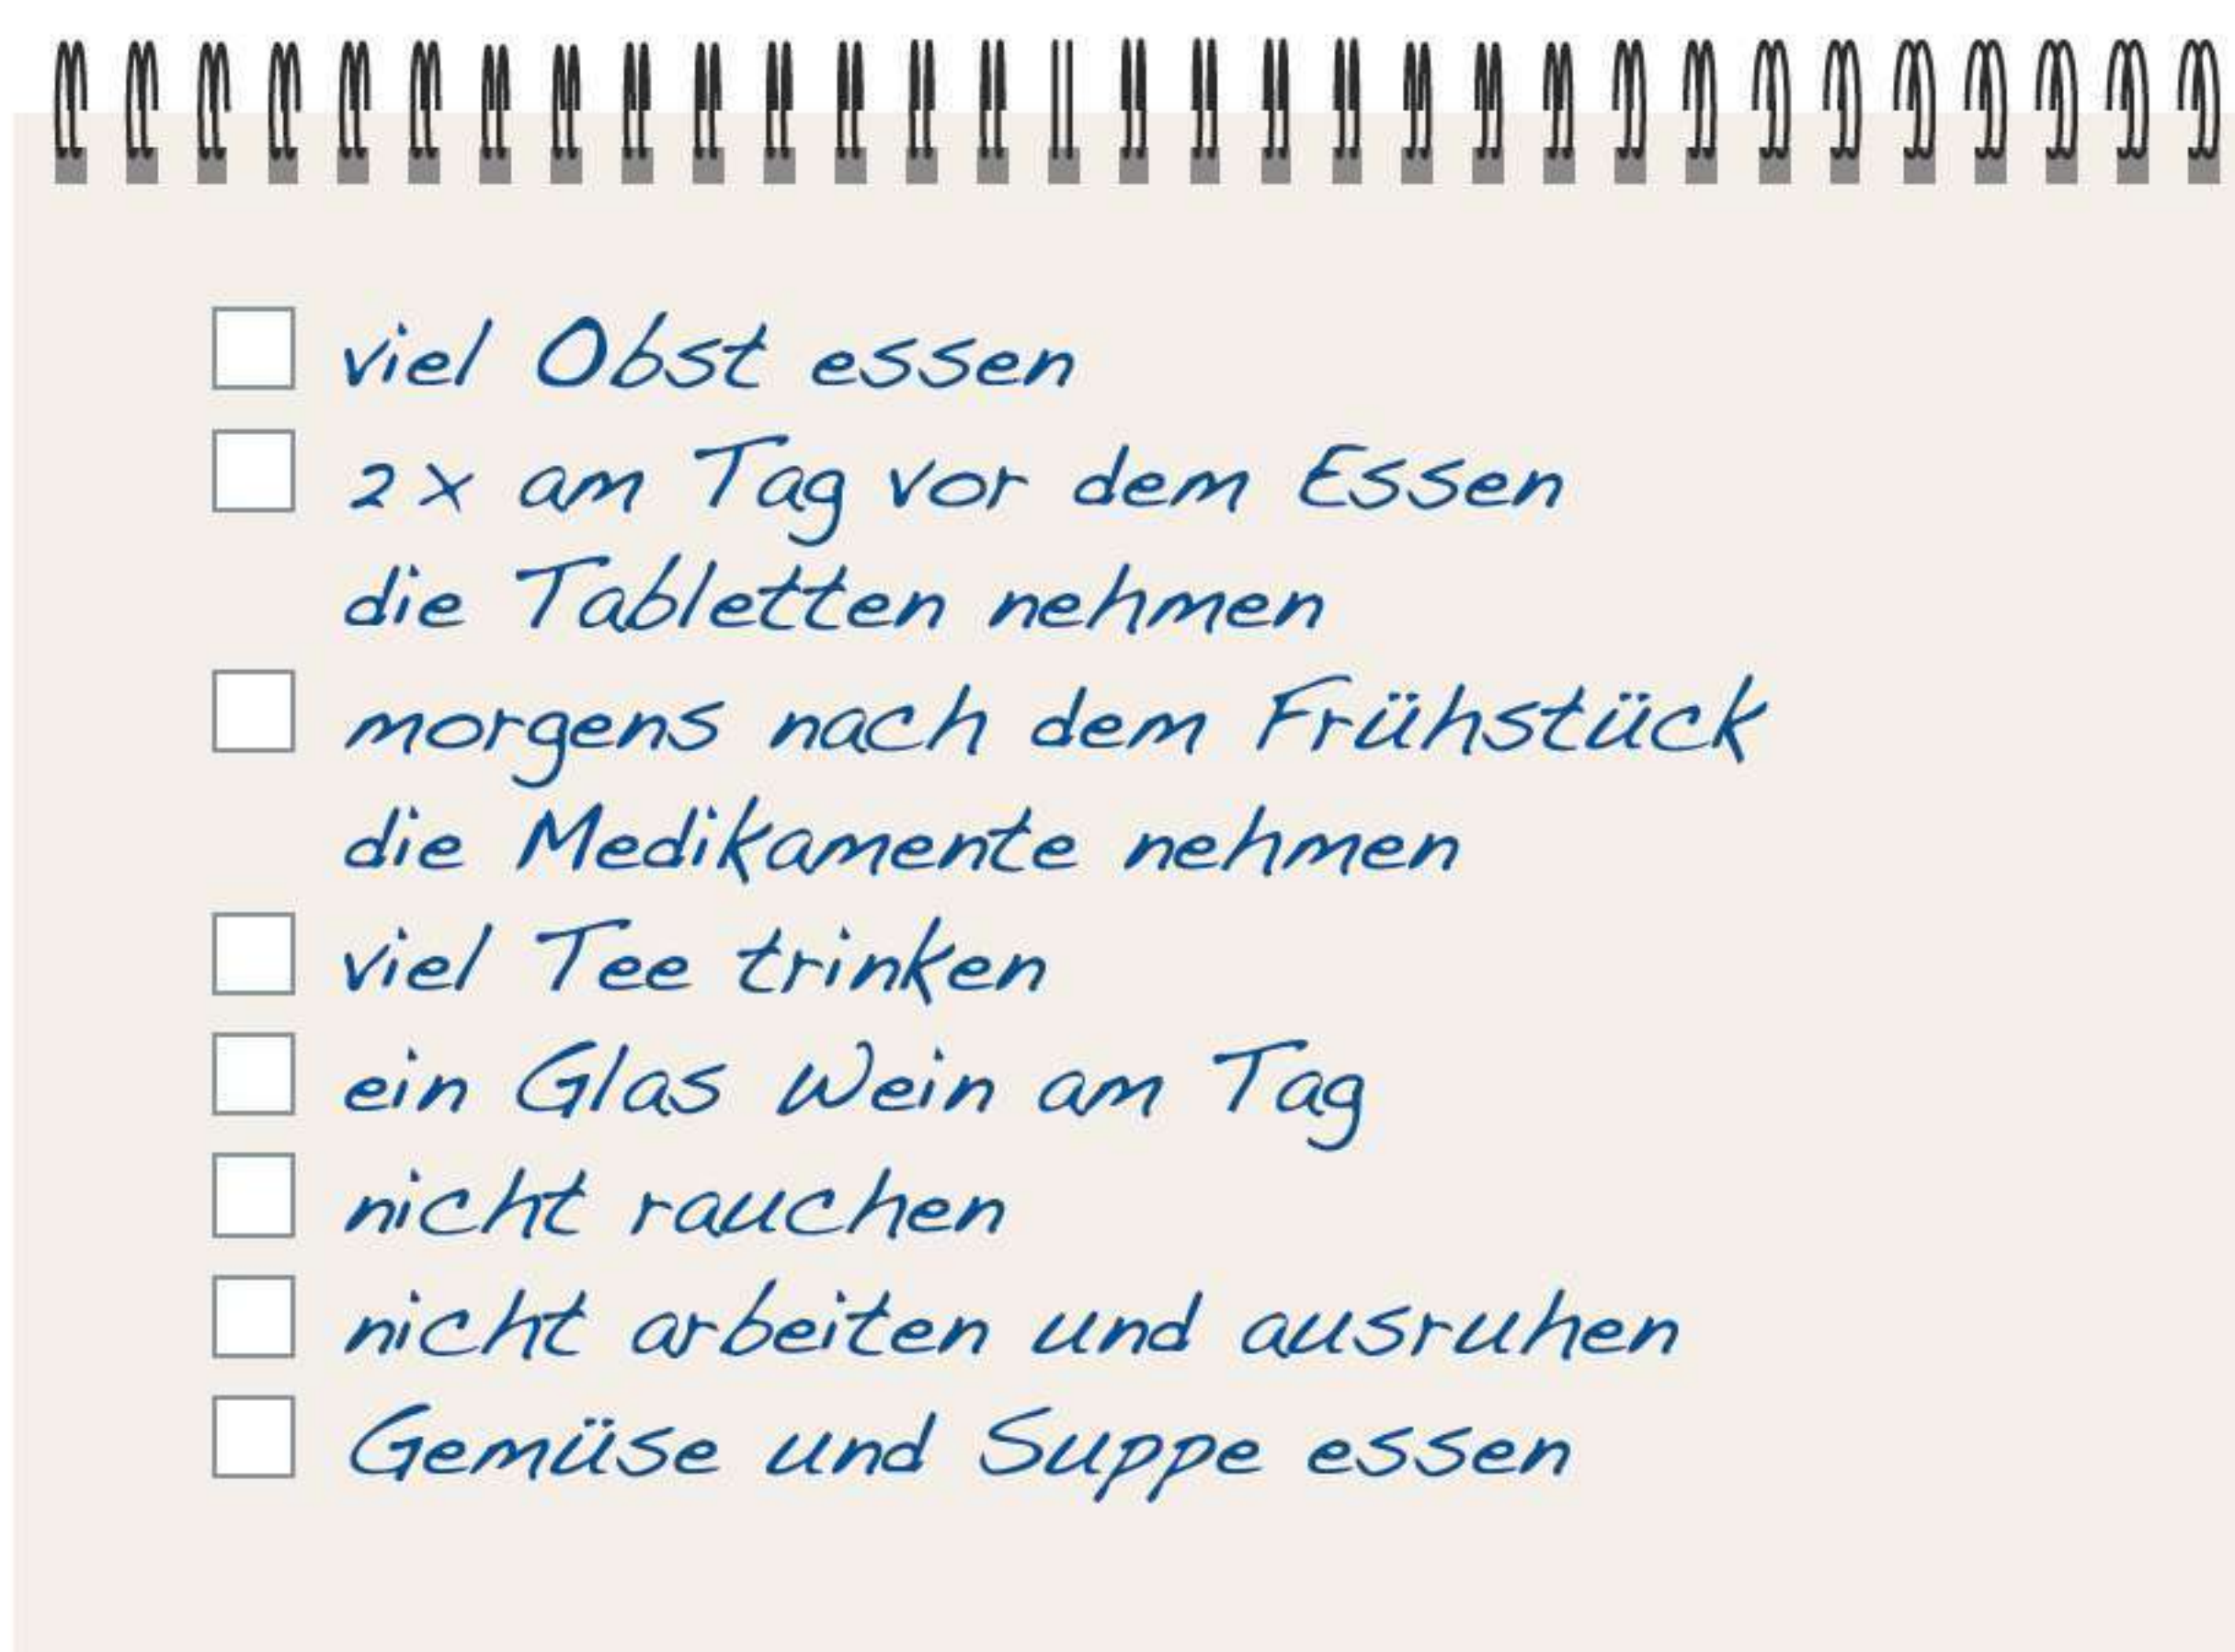 viel Obst essen
2x am Tag vor dem Essen
die Tabletten nehmen
morgens nach dem Frühstück
die Medikamente nehmen
viel Tee trinken
ein Glas Wein am Tag
nicht rauchen
nicht arbeiten und ausruhen
Gemüse und Suppe essen